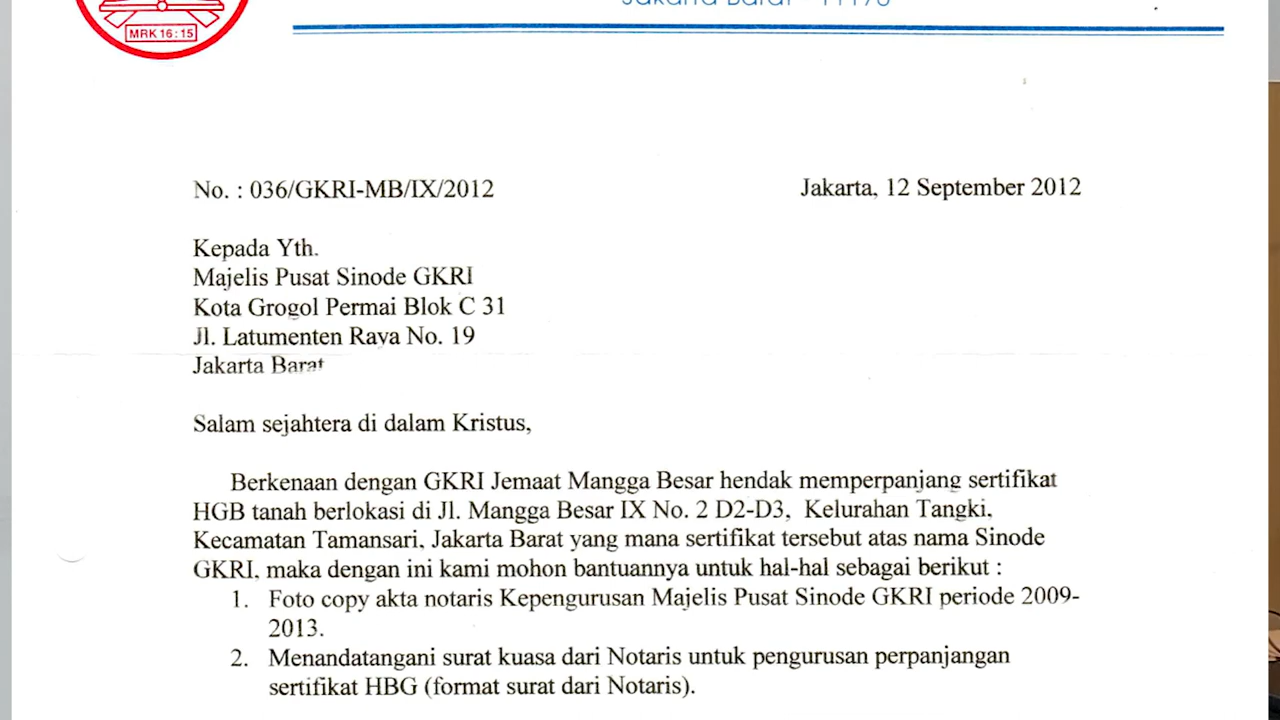 MRK 16 : 15
Jakarta Barat - 11170
No. : 036/GKRI-MB/IX/2012
Jakarta, 12 September 2012
Kepada Yth.
Majelis Pusat Sinode GKRI
Kota Grogol Permai Blok C 31
Jl. Latumenten Raya No. 19
Jakarta Barat
Salam sejahtera di dalam Kristus,
Berkenaan dengan GKRI Jemaat Mangga Besar hendak memperpanjang sertifikat
HGB tanah berlokasi di Jl. Mangga Besar IX No. 2 D2-D3, Kelurahan Tangki,
Kecamatan Tamansari, Jakarta Barat yang mana sertifikat tersebut atas nama Sinode
GKRI, maka dengan ini kami mohon bantuannya untuk hal-hal sebagai berikut :
1. Foto copy akta notaris Kepengurusan Majelis Pusat Sinode GKRI periode 2009-
2013.
2. Menandatangani surat kuasa dari Notaris untuk pengurusan perpanjangan
sertifikat HBG (format surat dari Notaris).